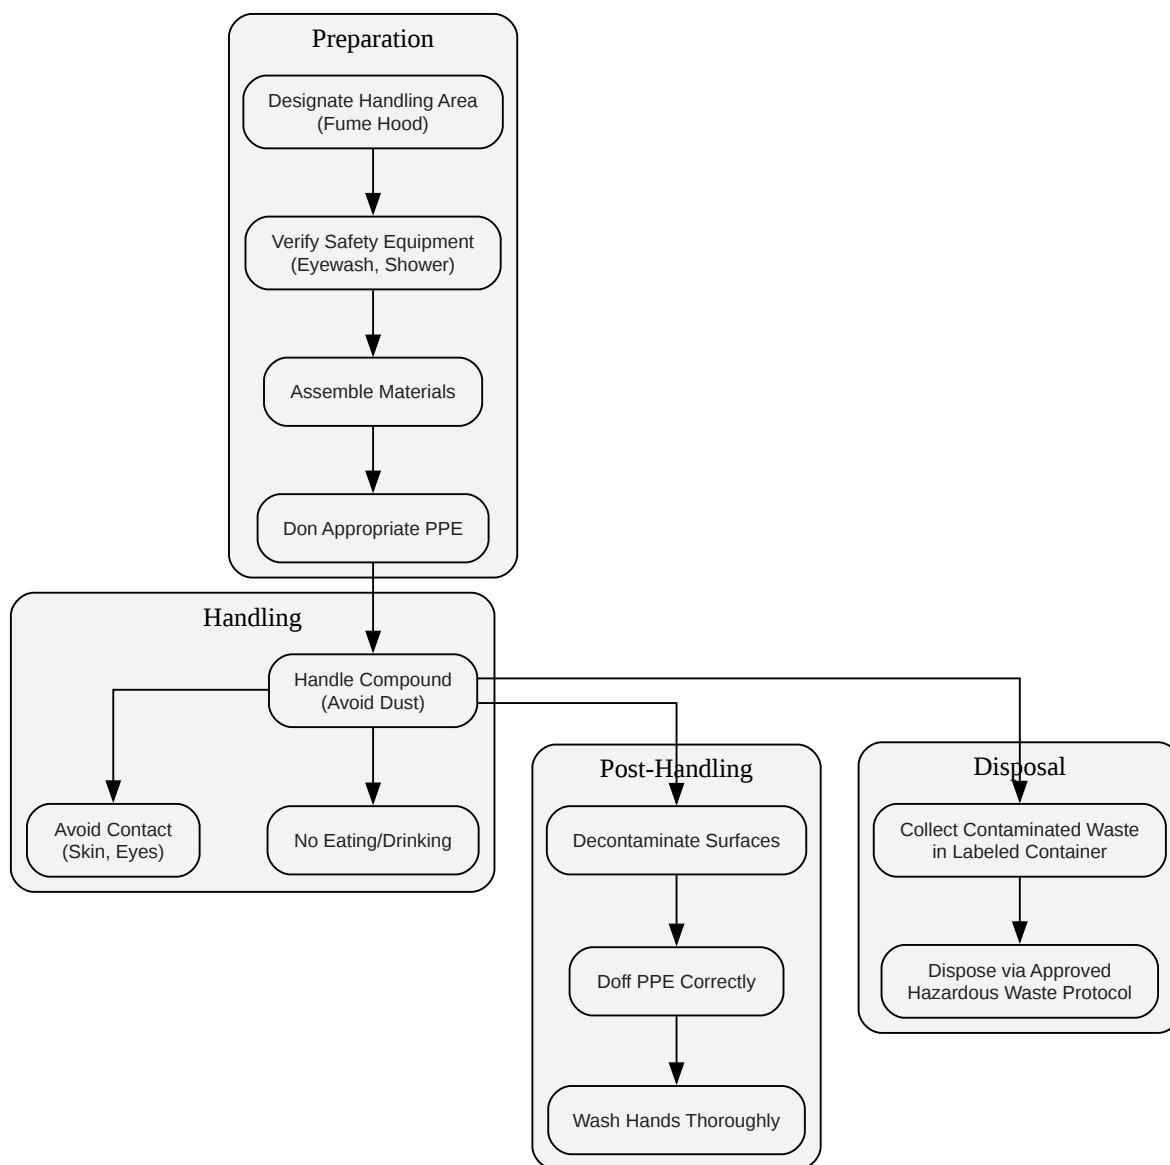 Preparation
Designate Handling Area
(Fume Hood)
Verify Safety Equipment
(Eyewash, Shower)
Assemble Materials
Don Appropriate PPE
Handling
Handle Compound
(Avoid Dust)
Avoid Contact
(Skin, Eyes)
No Eating/Drinking
Post-Handling
Decontaminate Surfaces
Doff PPE Correctly
Wash Hands Thoroughly
Disposal
Collect Contaminated Waste
in Labeled Container
Dispose via Approved
Hazardous Waste Protocol